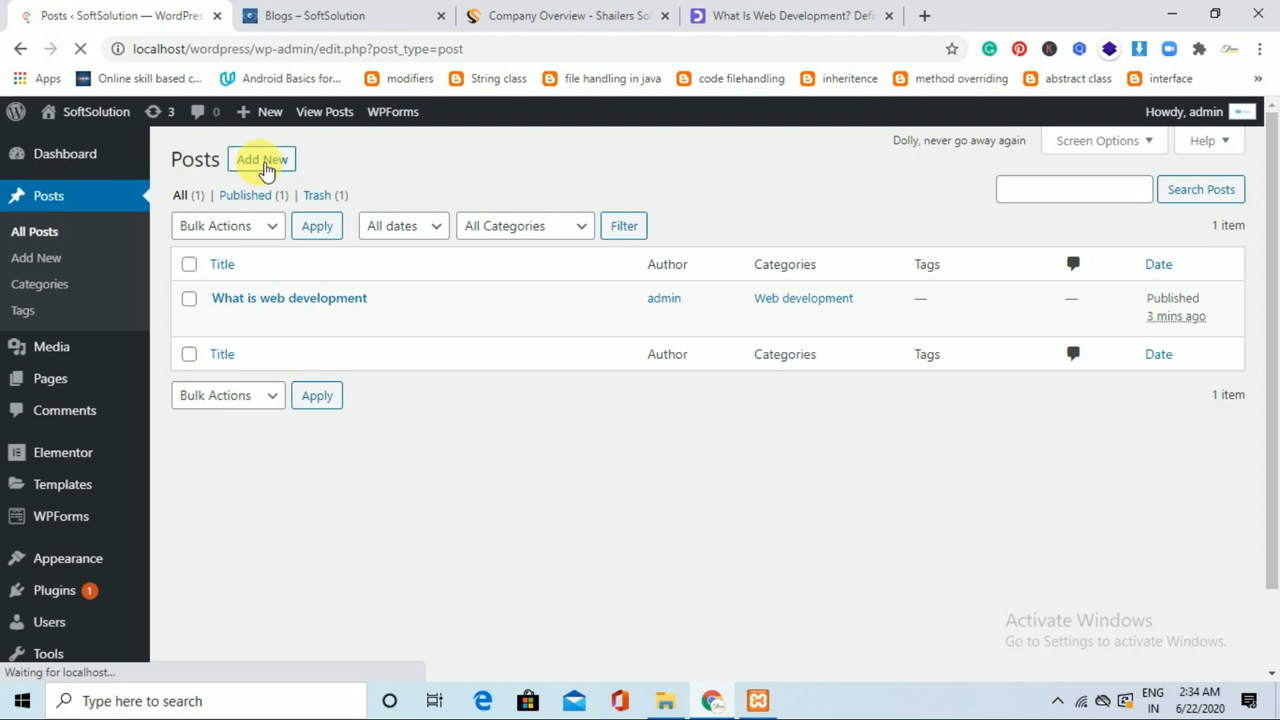 Posts ‹ SoftSolution — WordPres
Blogs – SoftSolution
Company Overview - Shailers Sol
What Is Web Development? Defi
localhost/wordpress/wp-admin/edit.php?post_type=post
Apps
Online skill based c...
Android Basics for...
modifiers
String class
file handling in java
code filehandling
inheritence
method overriding
abstract class
interface
»
SoftSolution
3
0
New
View Posts
WPForms
Howdy, admin
Dashboard
Posts
All Posts
Add New
Categories
Tags
Media
Pages
Comments
Elementor
Templates
WPForms
Appearance
Plugins 1
Users
Tools
Dolly, never go away again
Screen Options
Help
Posts
Add New
All (1) | Published (1) | Trash (1)
Search Posts
Bulk Actions
Apply
All dates
All Categories
Filter
1 item
Title
Author
Categories
Tags
Date
What is web development
admin
Web development
—
—
Published
3 mins ago
Title
Author
Categories
Tags
Date
Bulk Actions
Apply
1 item
Activate Windows
Go to Settings to activate Windows.
Waiting for localhost...
Type here to search
ENG
IN
2:34 AM
6/22/2020